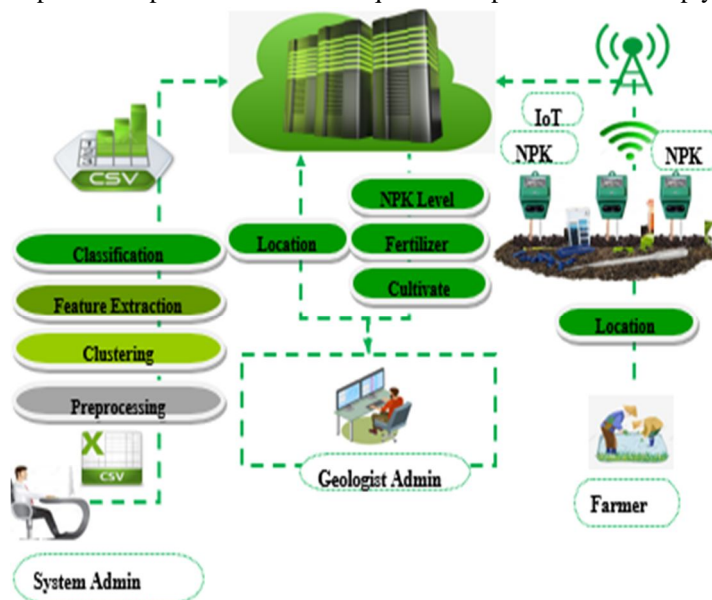 IoT
NPK
NPK
CSV
NPK Level
Classification
Location
Fertilizer
Feature Extraction
Cultivate
Location
Clustering
Preprocessing
X
CSV
Geologist Admin
Farmer
System Admin